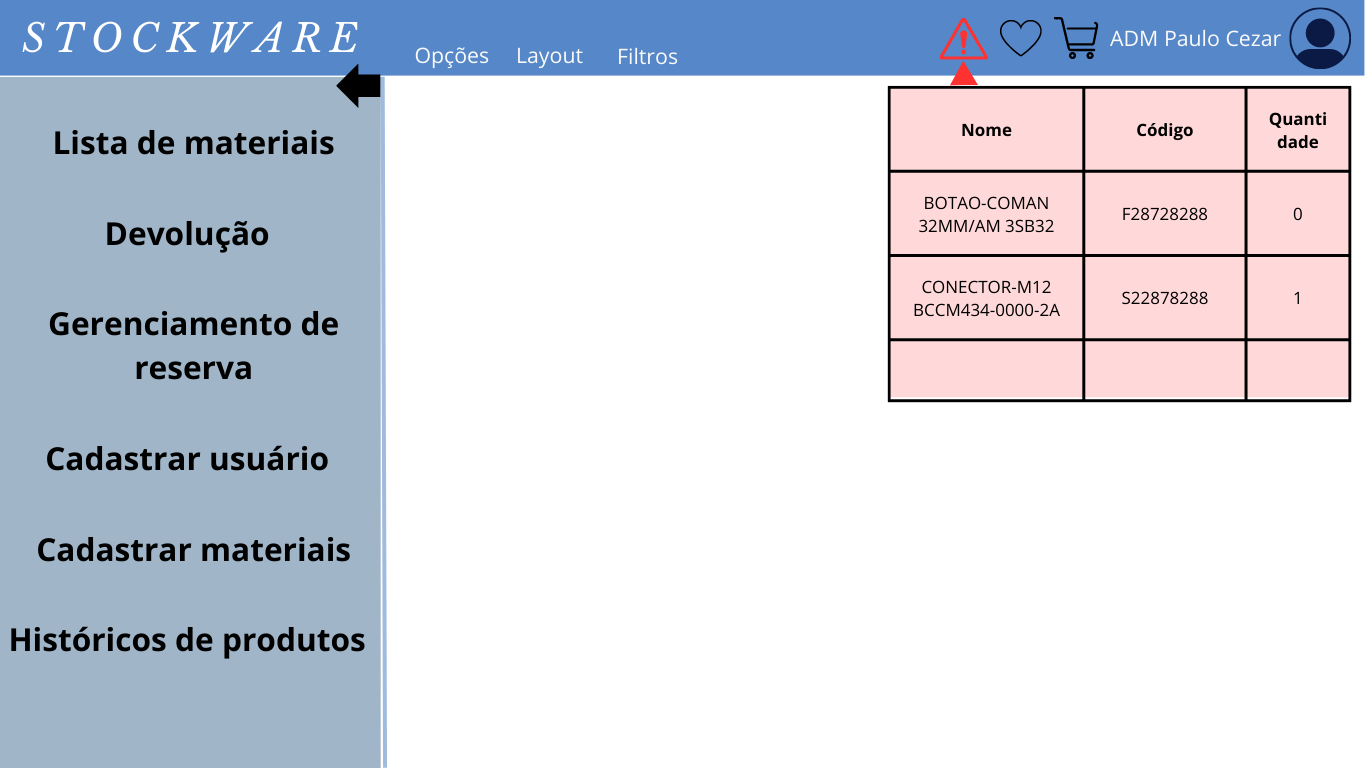 STOCKWARE
Opções Layout Filtros
ADM Paulo Cezar
Lista de materiais
Devolução
Gerenciamento de
reserva
Cadastrar usuário
Cadastrar materiais
Históricos de produtos
Nome Código Quanti
dade
BOTAO-COMAN
32MM/AM 3SB32 F28728288 0
CONECTOR-M12
BCCM434-0000-2A S22878288 1